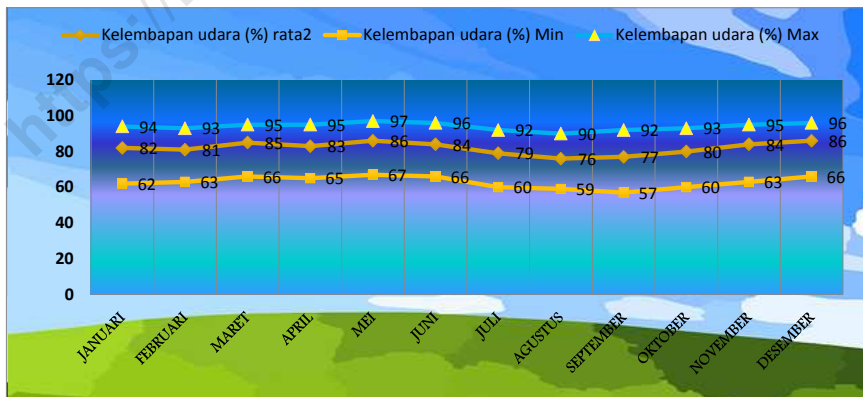 Kelembapan udara (%) rata2 Kelembapan udara (%) Min Kelembapan udara (%) Max
120
100
80
60
40
20
0
94 93 95 95 97 96 92 90 92 93 95 96
82 81 85 83 86 84 79 76 77 80 84 86
62 63 66 65 67 66 60 59 57 60 63 66
JANUARI FEBRUARI MARET APRIL MEI JUNI JULI AGUSTUS SEPTEMBER OKTOBER NOVEMBER DESEMBER
https:/